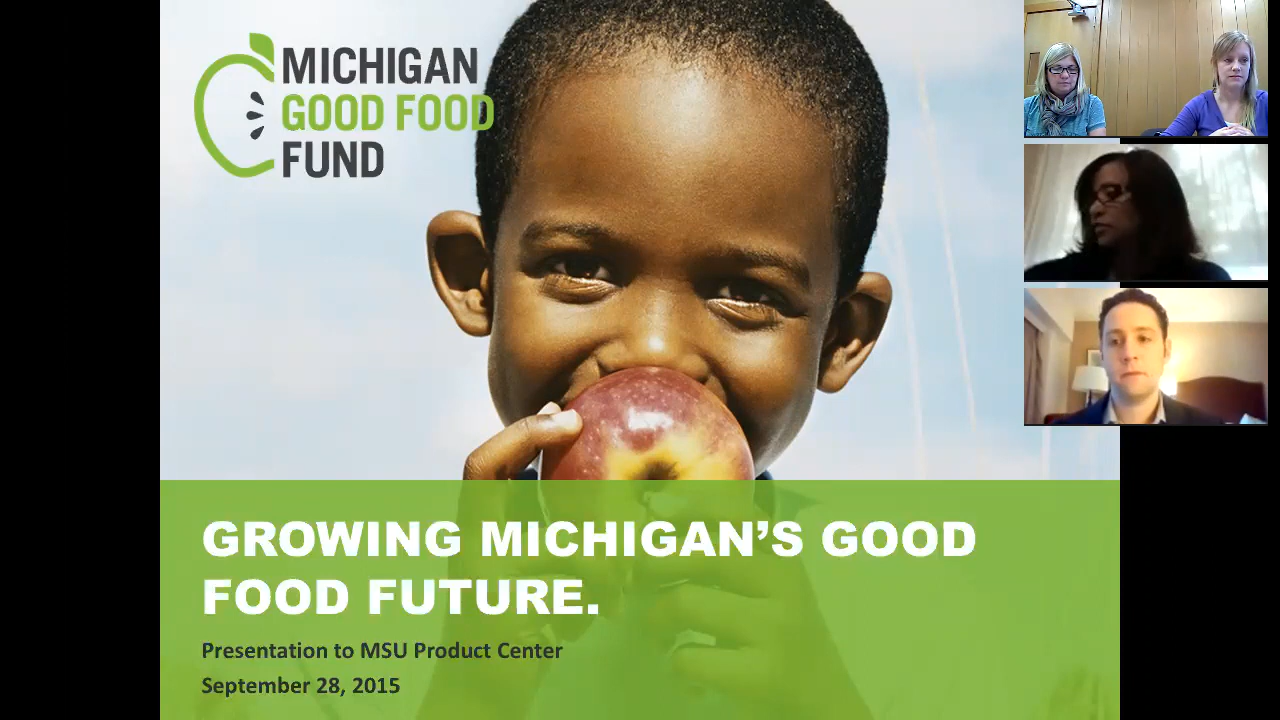 MICHIGAN
GOOD FOOD
FUND
GROWING MICHIGAN’S GOOD
FOOD FUTURE.
Presentation to MSU Product Center
September 28, 2015